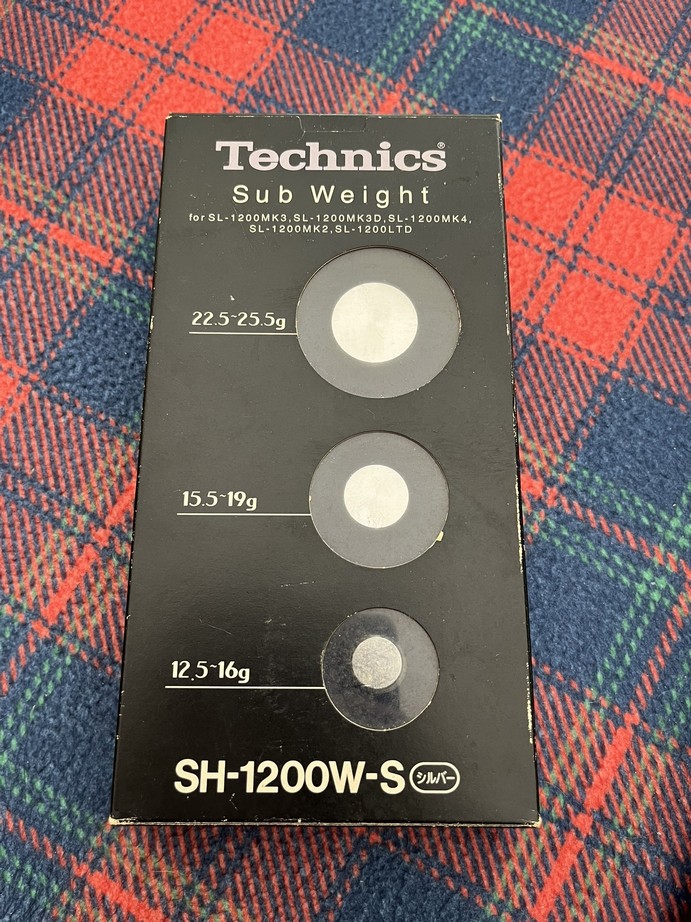 Technics®
Sub Weight
for SL-1200MK3,SL-1200MK3D,SL-1200MK4,
SL-1200MK2,SL-1200LTD
22.5~25.5g
15.5~19g
12.5~16g
SH-1200W-S シルバー